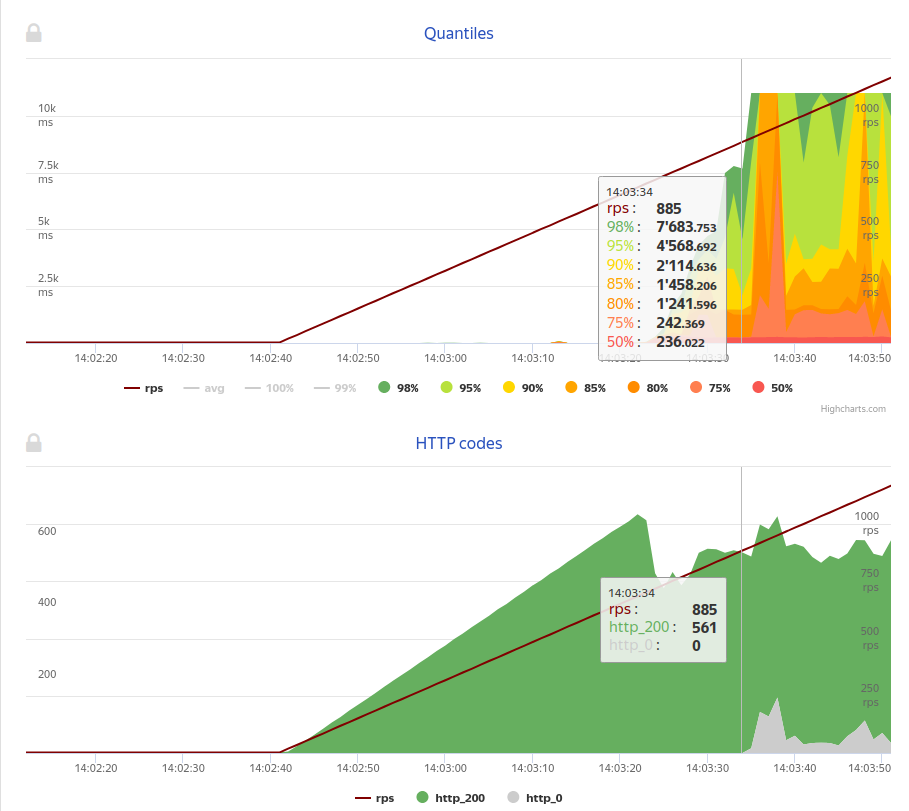 Quantiles
10k
ms
7.5k
ms
5k
ms
2.5k
ms
1000
rps
750
rps
500
rps
250
rps
14:03:34
rps: 885
98%: 7'683.753
95%: 4'568.692
90%: 2'114.636
85%: 1'458.206
80%: 1'241.596
75%: 242.369
50%: 236.022
14:02:20 14:02:30 14:02:40 14:02:50 14:03:00 14:03:10 14:03:20 14:03:30 14:03:40 14:03:50
rps avg 100% 99% 98% 95% 90% 85% 80% 75% 50%
Highcharts.com
HTTP codes
600
400
200
1000
rps
750
rps
500
rps
250
rps
14:03:34
rps: 885
http_200: 561
http_0: 0
14:02:20 14:02:30 14:02:40 14:02:50 14:03:00 14:03:10 14:03:20 14:03:30 14:03:40 14:03:50
rps http_200 http_0